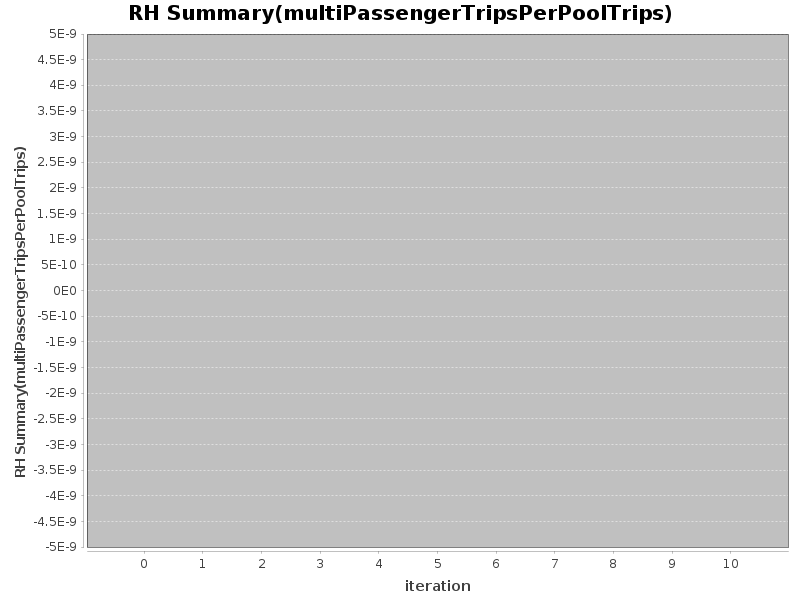 RH Summary(multiPassengerTripsPerPoolTrips)
RH Summary(multiPassengerTripsPerPoolTrips)
5E-9
4.5E-9
4E-9
3.5E-9
3E-9
2.5E-9
2E-9
1.5E-9
1E-9
5E-10
0E0
-5E-10
-1E-9
-1.5E-9
-2E-9
-2.5E-9
-3E-9
-3.5E-9
-4E-9
-4.5E-9
-5E-9
0 1 2 3 4 5 6 7 8 9 10
iteration